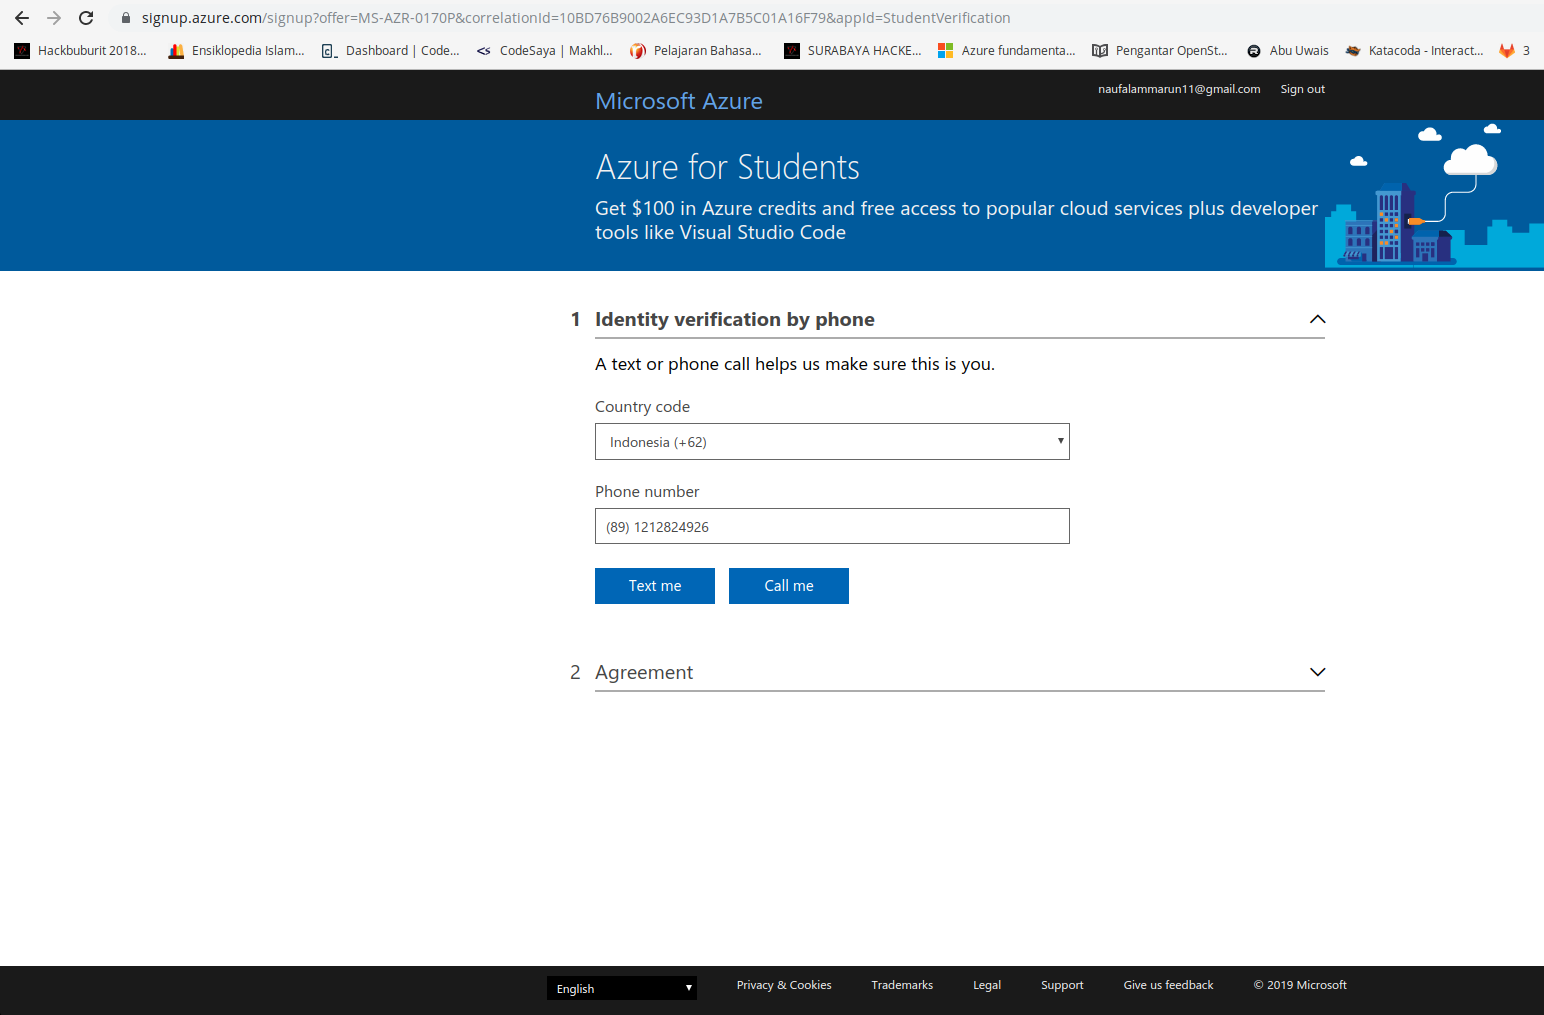 signup.azure.com/signup?offer=MS-AZR-0170P&correlationId=10BD76B9002A6EC93D1A7B5C01A16F79&appId=StudentVerification
Hackbuburit 2018... Ensiklopedia Islam... Dashboard | Code... CodeSaya | Makhl... Pelajaran Bahasa... SURABAYA HACKE... Azure fundamenta... Pengantar OpenSt... Abu Uwais Katacoda - Interact... 3
Microsoft Azure
naufalammarun11@gmail.com Sign out
Azure for Students
Get $100 in Azure credits and free access to popular cloud services plus developer
tools like Visual Studio Code
1 Identity verification by phone
A text or phone call helps us make sure this is you.
Country code
Indonesia (+62)
Phone number
(89) 1212824926
Text me Call me
2 Agreement
English Privacy & Cookies Trademarks Legal Support Give us feedback © 2019 Microsoft